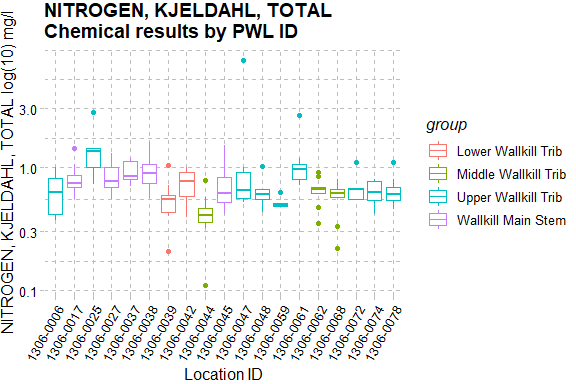 NITROGEN, KJELDAHL, TOTAL
Chemical results by PWL ID
NITROGEN, KJELDAHL, TOTAL log(10) mg/l
3.0
1.0
0.3
0.1
1306-0006
1306-0017
1306-0025
1306-0027
1306-0037
1306-0038
1306-0039
1306-0042
1306-0044
1306-0045
1306-0047
1306-0048
1306-0059
1306-0061
1306-0062
1306-0068
1306-0072
1306-0074
1306-0078
Location ID
group
Lower Wallkill Trib
Middle Wallkill Trib
Upper Wallkill Trib
Wallkill Main Stem